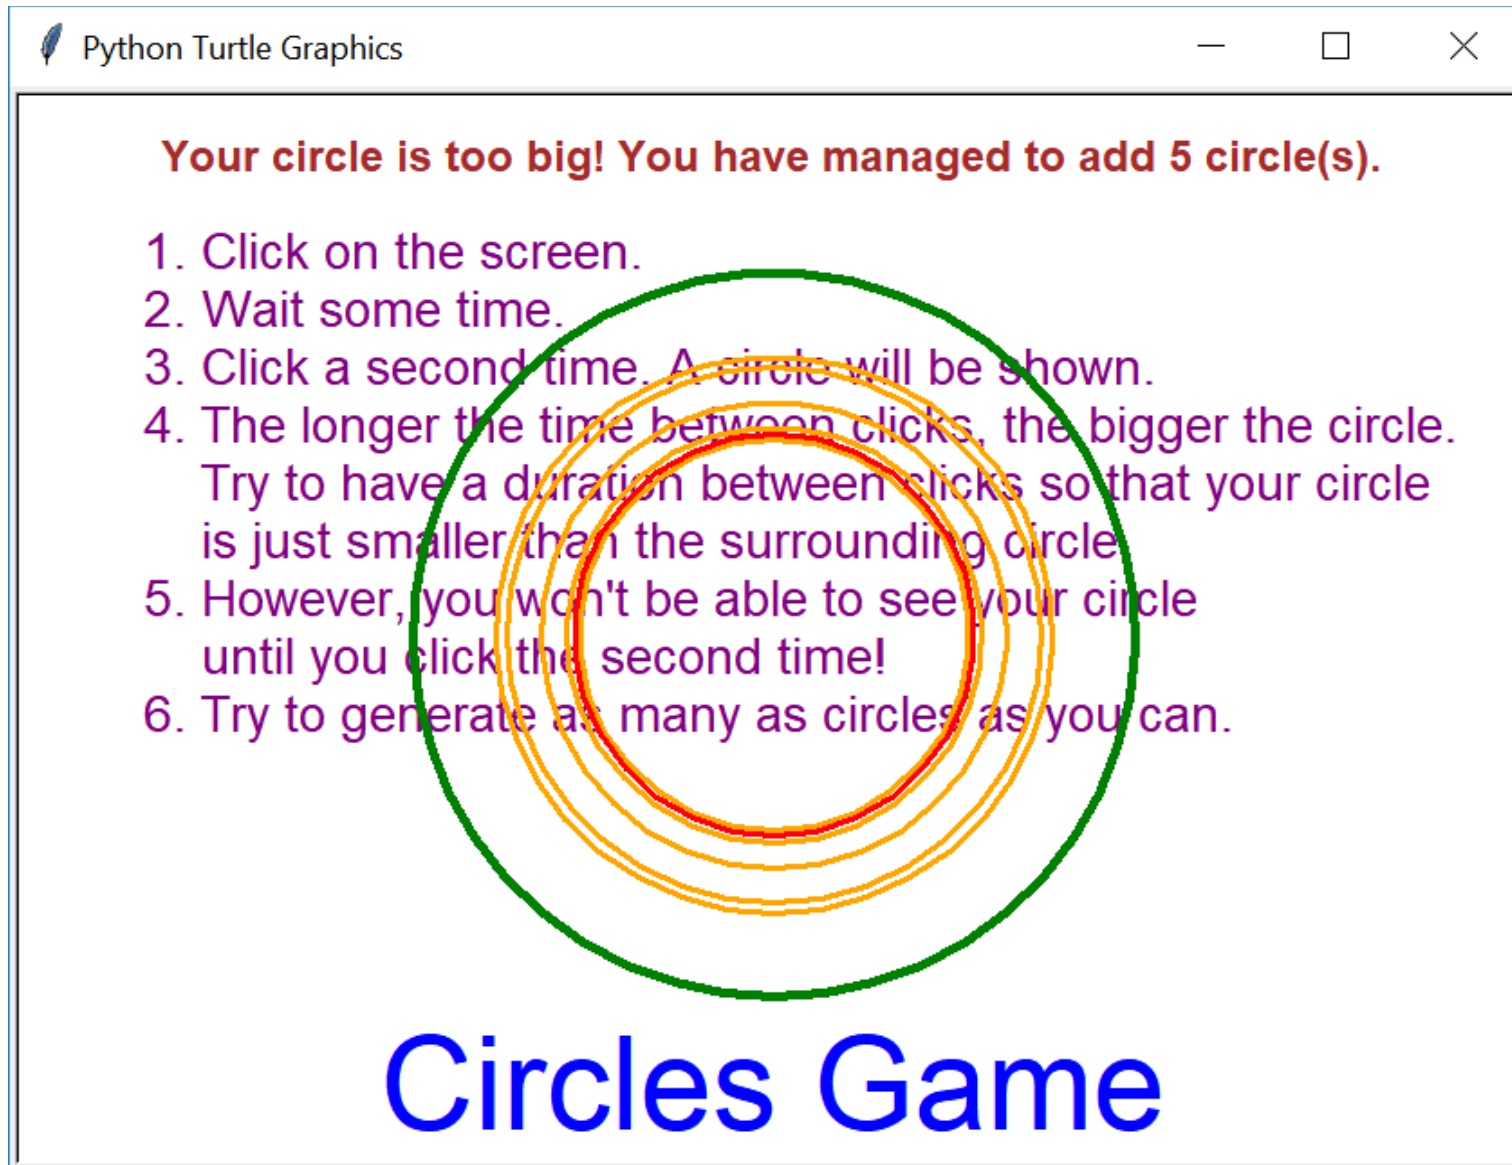 Python Turtle Graphics
Your circle is too big! You have managed to add 5 circle(s).
1. Click on the screen.
2. Wait some time.
3. Click a second time. A circle will be shown.
4. The longer the time between clicks, the bigger the circle.
Try to have a duration between clicks so that your circle
is just smaller than the surrounding circle.
5. However, you won't be able to see your circle
until you click the second time!
6. Try to generate as many as circles as you can.
Circles Game